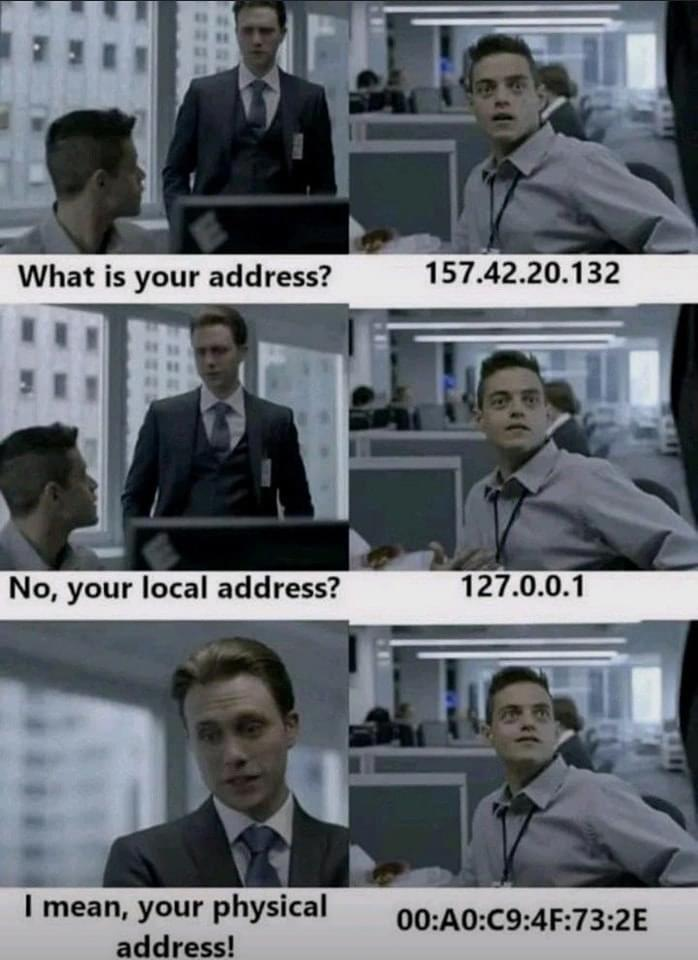 What is your address?
157.42.20.132
No, your local address?
127.0.0.1
I mean, your physical
address!
00:A0:C9:4F:73:2E